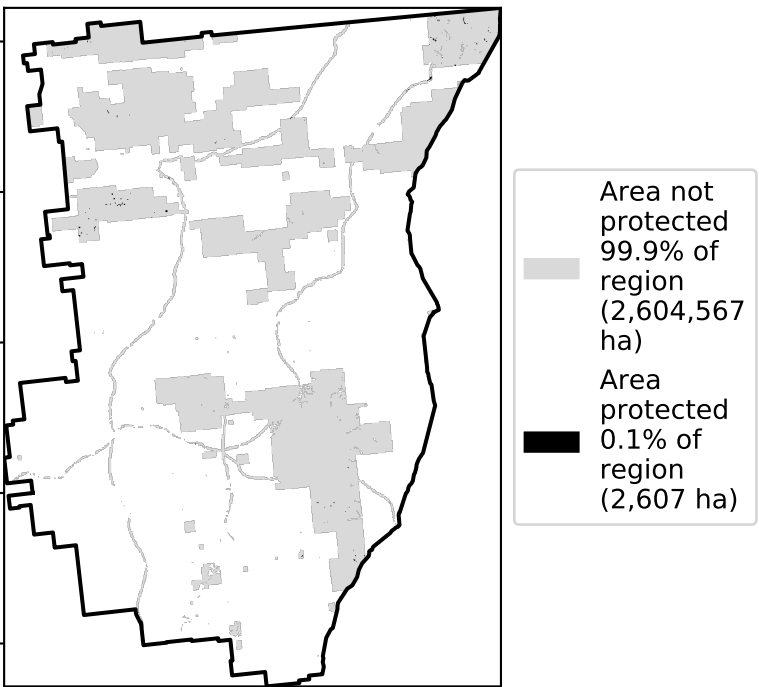 Area not
protected
99.9% of
region
(2,604,567
ha)
Area
protected
0.1% of
region
(2,607 ha)